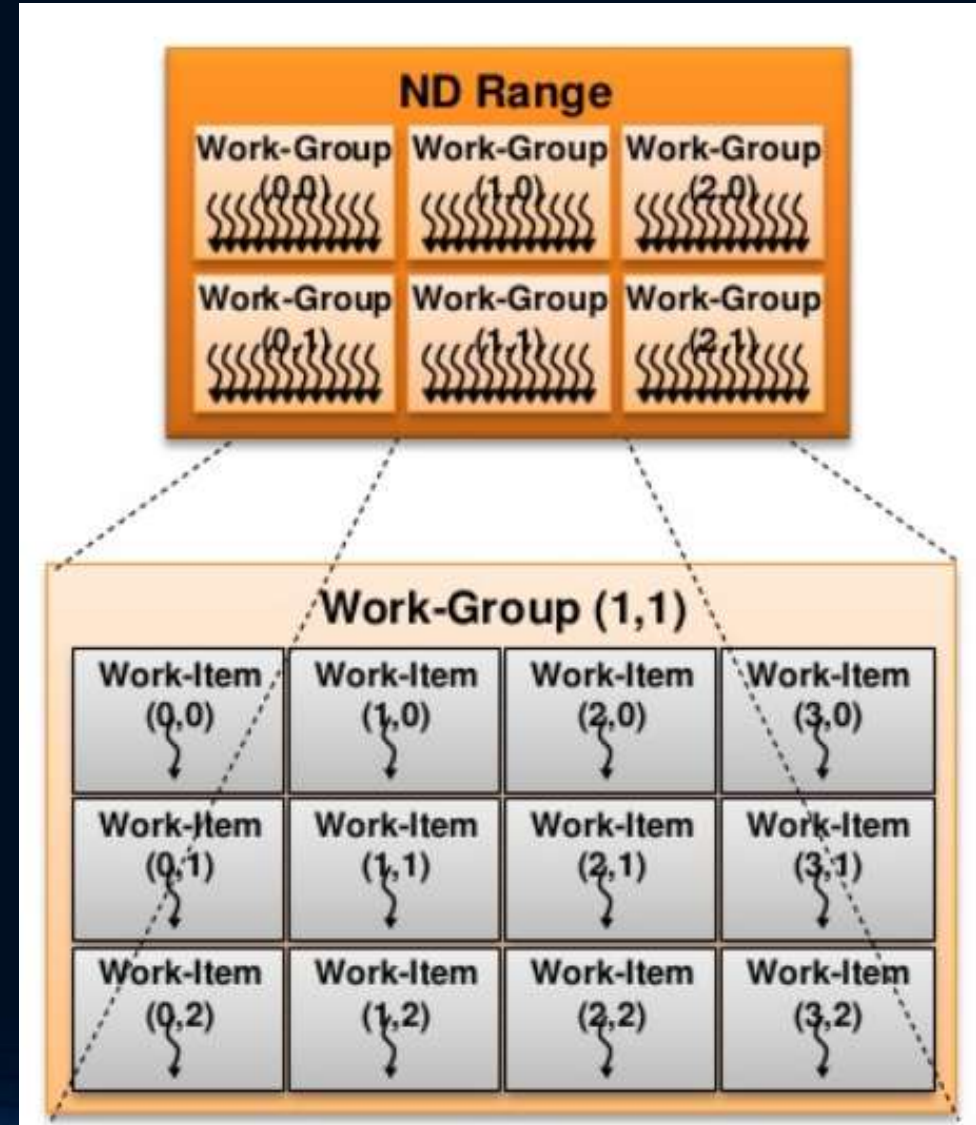 ND Range
Work-Group Work-Group Work-Group
(0,0) (1,0) (2,0)
Work-Group Work-Group Work-Group
(0,1) (1,1) (2,1)
Work-Group (1,1)
Work-Item Work-Item Work-Item Work-Item
(0,0) (1,0) (2,0) (3,0)
Work-Item Work-Item Work-Item Work-Item
(0,1) (1,1) (2,1) (3,1)
Work-Item Work-Item Work-Item Work-Item
(0,2) (1,2) (2,2) (3,2)